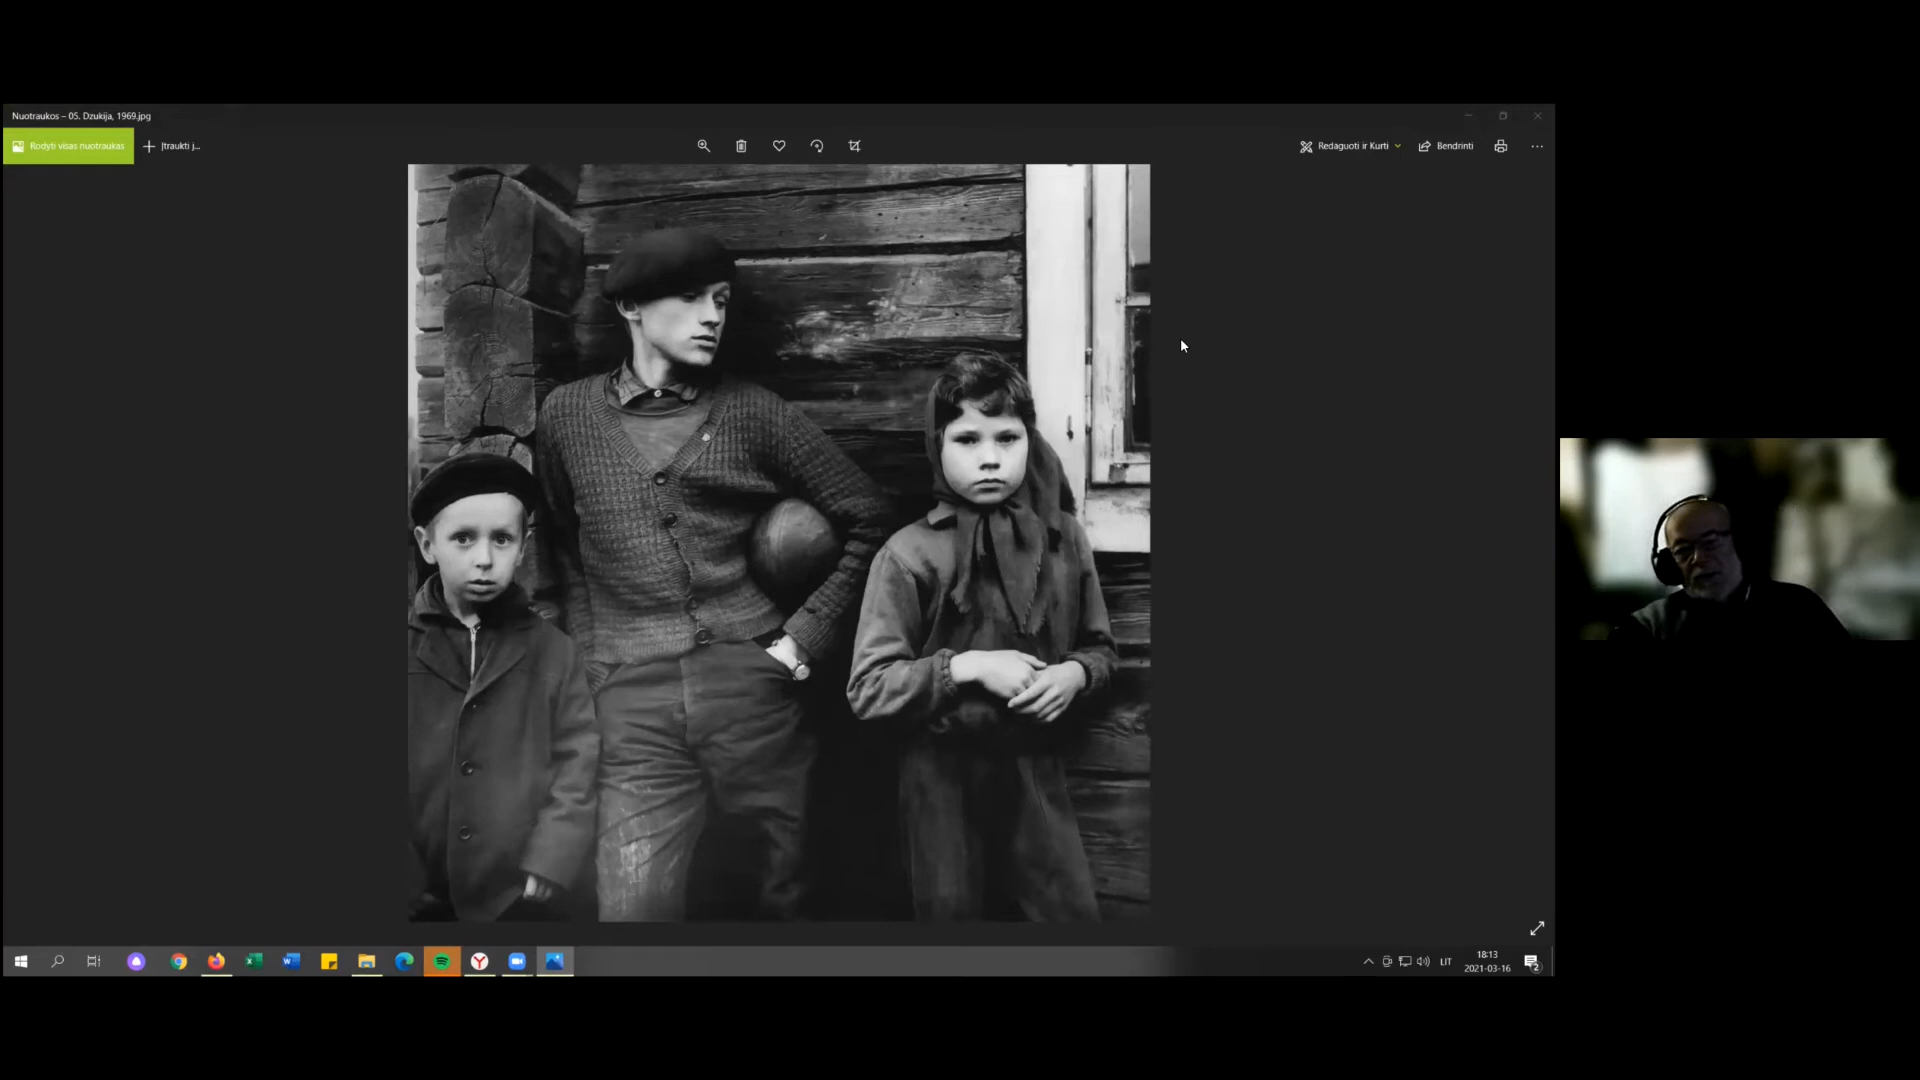 Nuotraukos – 05. Dzukija, 1969.jpg
Rodyti visas nuotraukas
Įtraukti į...
Redaguoti ir Kurti
Bendrinti
LIT
18:13
2021-03-16
2